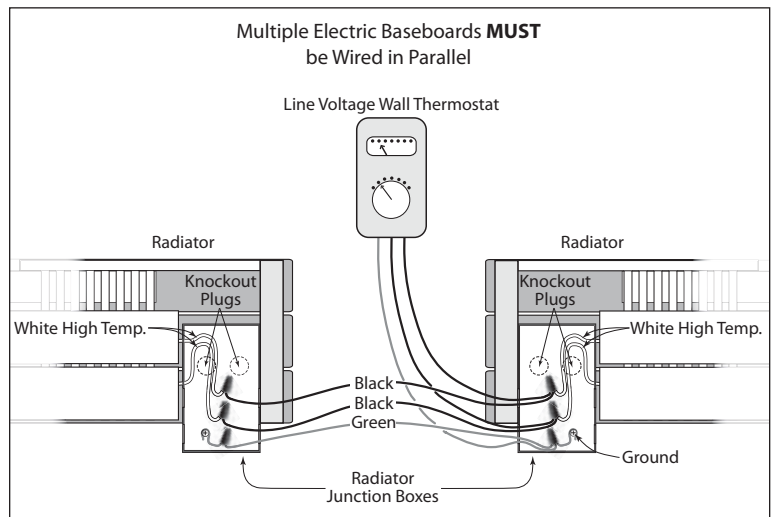 Multiple Electric Baseboards MUST
be Wired in Parallel
Line Voltage Wall Thermostat
Radiator
Radiator
Knockout
Plugs
Knockout
Plugs
White High Temp.
White High Temp.
Black
Black
Green
Ground
Radiator
Junction Boxes